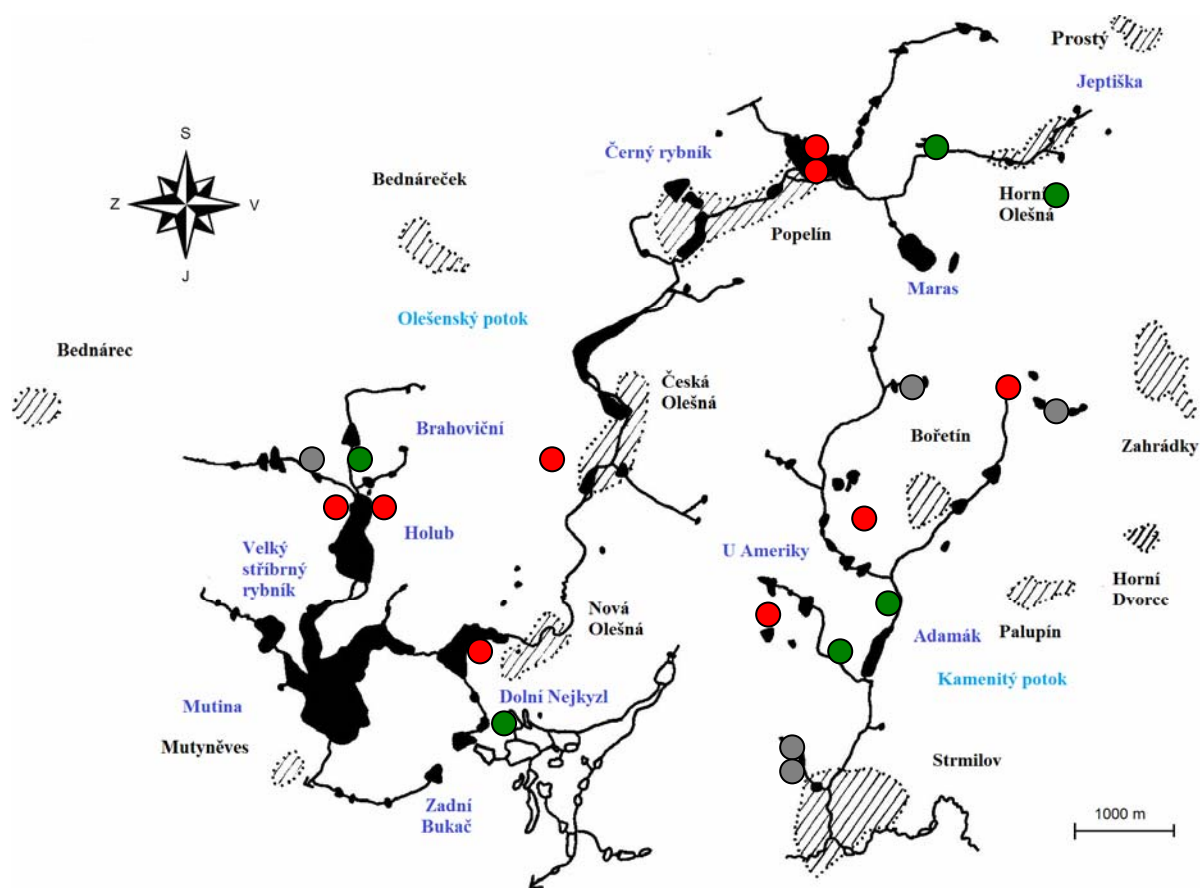 Prostý
Jeptiška
S
Černý rybník
Bednáreček
Z
V
Horní
Olešná
Popelín
J
Maras
Olešenský potok
Bednárec
Česká
Olešná
Brahoviční
Bořetín
Zahrádky
Holub
Velký
stříbrný
rybník
U Ameriky
Horní
Dvorce
Nová
Olešná
Palupín
Adamák
Kamenitý potok
Dolní Nejkyzl
Mutina
Mutyněves
Strmilov
Zadní
Bukač
1000 m